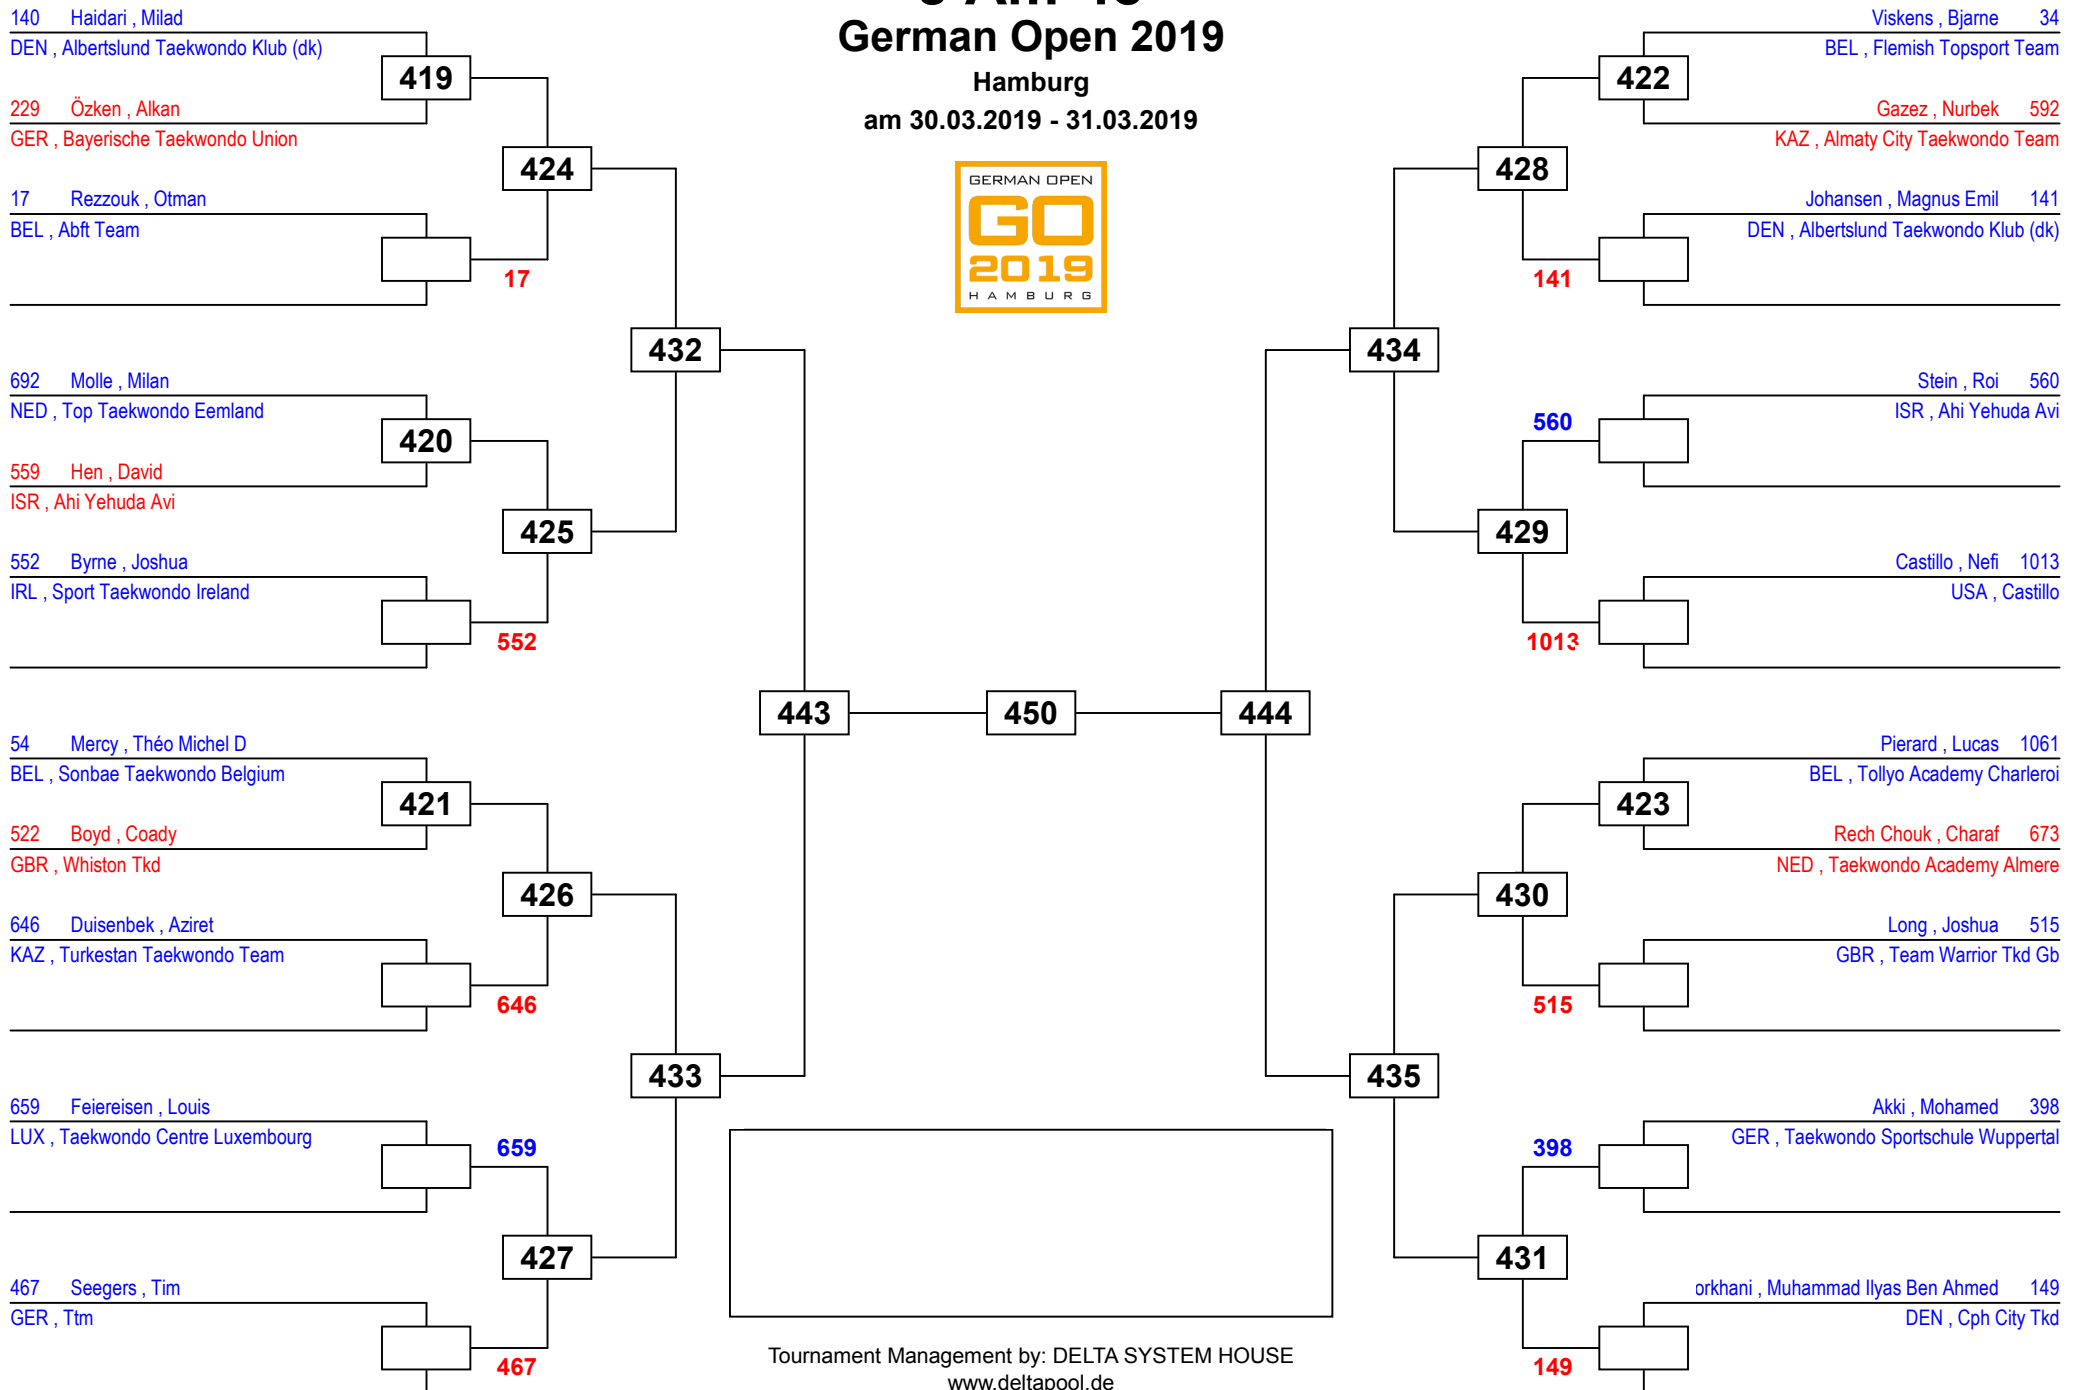 German Open 2019
Hamburg
am 30.03.2019 - 31.03.2019
GERMAN OPEN
GO
2019
HAMBURG
140 Haidari , Milad
DEN , Albertslund Taekwondo Klub (dk)
419
229 Özken , Alkan
GER , Bayerische Taekwondo Union
424
17 Rezzouk , Otman
BEL , Abft Team
17
432
692 Molle , Milan
NED , Top Taekwondo Eemland
420
559 Hen , David
ISR , Ahi Yehuda Avi
425
552 Byrne , Joshua
IRL , Sport Taekwondo Ireland
552
443
54 Mercy , Théo Michel D
BEL , Sonbae Taekwondo Belgium
421
522 Boyd , Coady
GBR , Whiston Tkd
426
646 Duisenbek , Aziret
KAZ , Turkestan Taekwondo Team
646
433
659 Feiereisen , Louis
LUX , Taekwondo Centre Luxembourg
659
427
467 Seegers , Tim
GER , Ttm
467
450
Viskens , Bjarne 34
BEL , Flemish Topsport Team
422
Gazez , Nurbek 592
KAZ , Almaty City Taekwondo Team
428
Johansen , Magnus Emil 141
DEN , Albertslund Taekwondo Klub (dk)
141
434
Stein , Roi 560
ISR , Ahi Yehuda Avi
560
429
Castillo , Nefi 1013
USA , Castillo
1013
444
Pierard , Lucas 1061
BEL , Tollyo Academy Charleroi
423
Rech Chouk , Charaf 673
NED , Taekwondo Academy Almere
430
Long , Joshua 515
GBR , Team Warrior Tkd Gb
515
435
Akki , Mohamed 398
GER , Taekwondo Sportschule Wuppertal
398
431
orkhani , Muhammad Ilyas Ben Ahmed 149
DEN , Cph City Tkd
149
Tournament Management by: DELTA SYSTEM HOUSE
www.deltapool.de